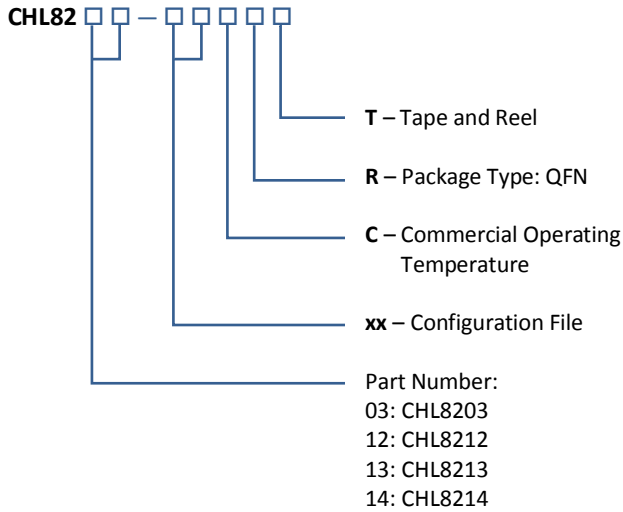 CHL82 □ □ — □ □ □ □ □
T – Tape and Reel
R – Package Type: QFN
C – Commercial Operating
Temperature
xx – Configuration File
Part Number:
03: CHL8203
12: CHL8212
13: CHL8213
14: CHL8214